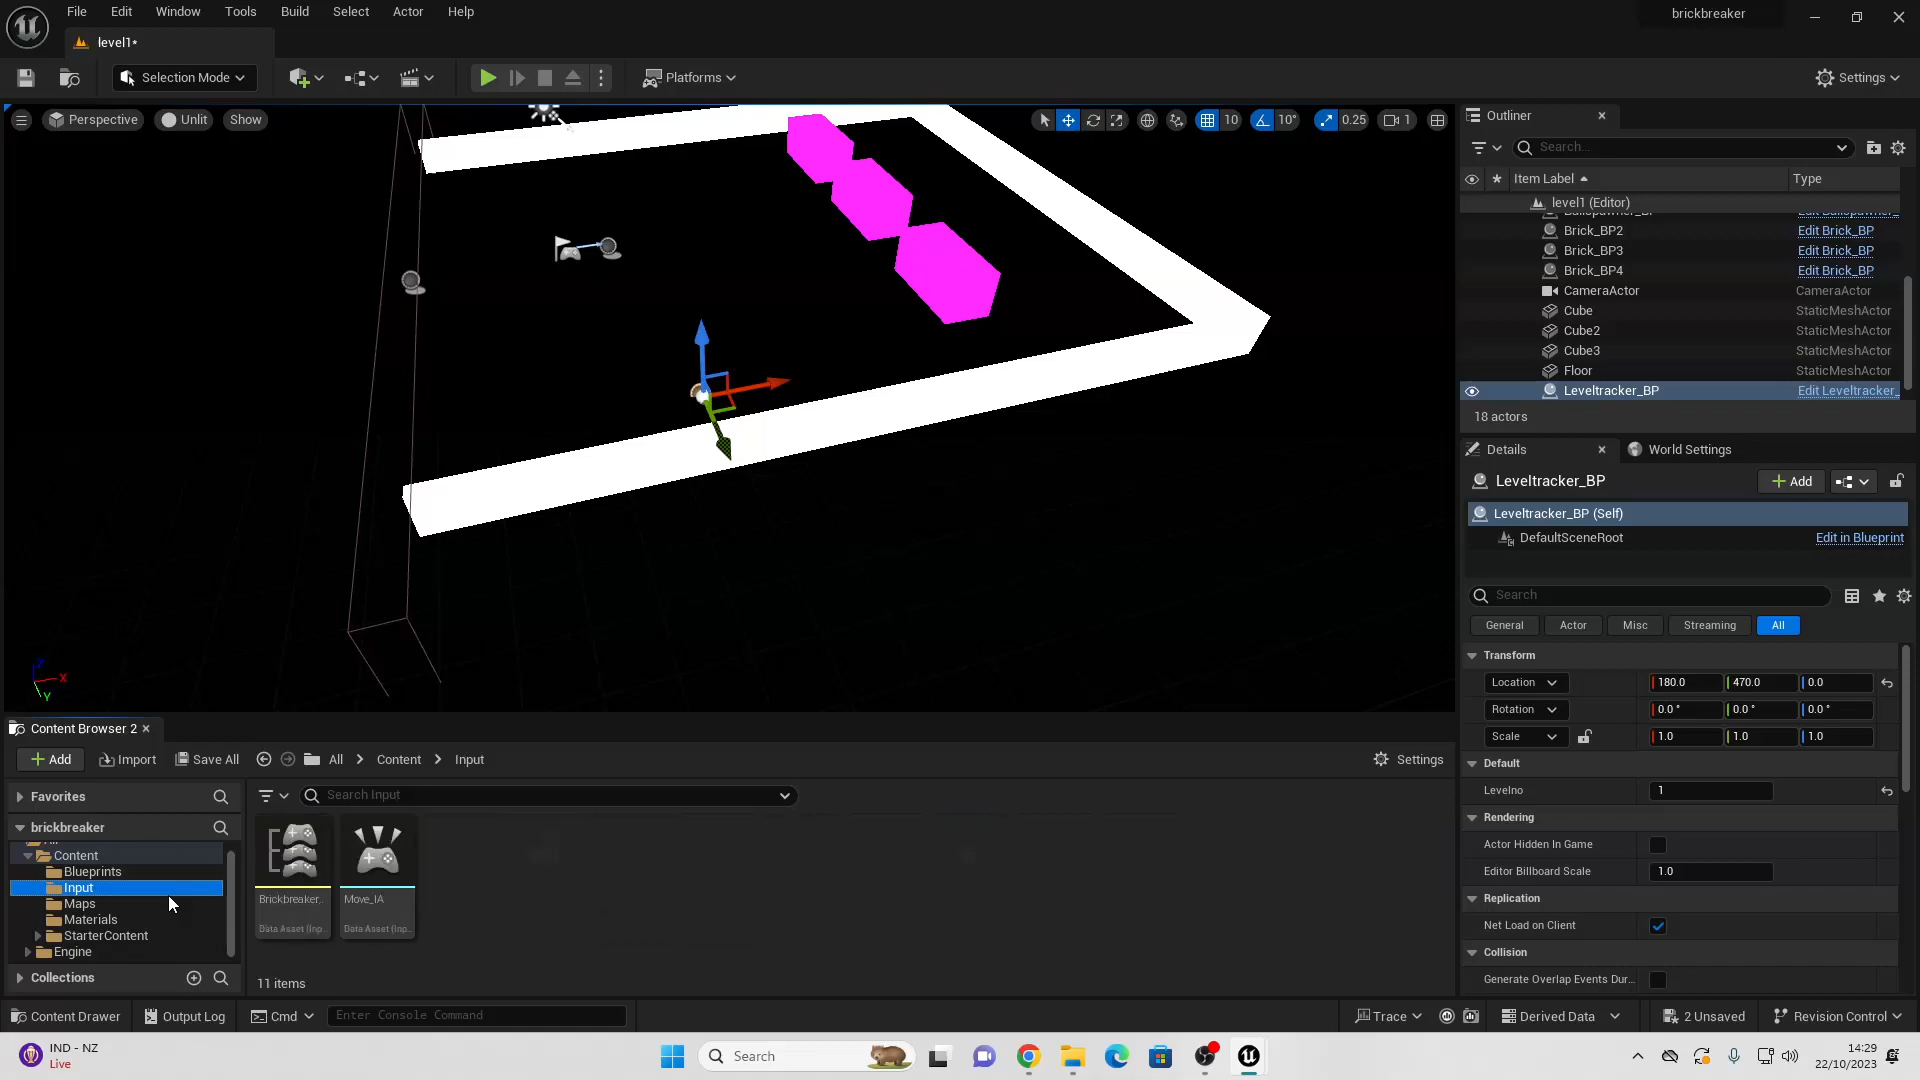 File Edit Window Tools Build Select Actor Help
brickbreaker
level1*
Selection Mode
Platforms
Settings
Perspective Unlit Show
10 10° 0.25 1
Outliner
Search...
Item Label Type
level1 (Editor)
Brick_BP2 Edit Brick_BP
Brick_BP3 Edit Brick_BP
Brick_BP4 Edit Brick_BP
CameraActor CameraActor
Cube StaticMeshActor
Cube2 StaticMeshActor
Cube3 StaticMeshActor
Floor StaticMeshActor
Leveltracker_BP Edit Leveltracker_
18 actors
Details World Settings
Leveltracker_BP Add
Leveltracker_BP (Self)
DefaultSceneRoot Edit in Blueprint
Search
General Actor Misc Streaming All
Transform
Location 180.0 470.0 0.0
Rotation 0.0 ° 0.0 ° 0.0 °
Scale 1.0 1.0 1.0
Default
Levelno 1
Rendering
Actor Hidden In Game
Editor Billboard Scale 1.0
Replication
Net Load on Client
Collision
Generate Overlap Events Dur...
Z X Y
Content Browser 2
Add Import Save All All Content Input Settings
Favorites
Search Input
brickbreaker
Content
Blueprints
Input
Maps
Materials
StarterContent
Engine
Collections
Brickbreaker_ Move_IA
Data Asset (Inp... Data Asset (Inp...
11 items
Content Drawer Output Log Cmd Enter Console Command Trace Derived Data 2 Unsaved Revision Control
IND - NZ
Live
Search
14:29
22/10/2023